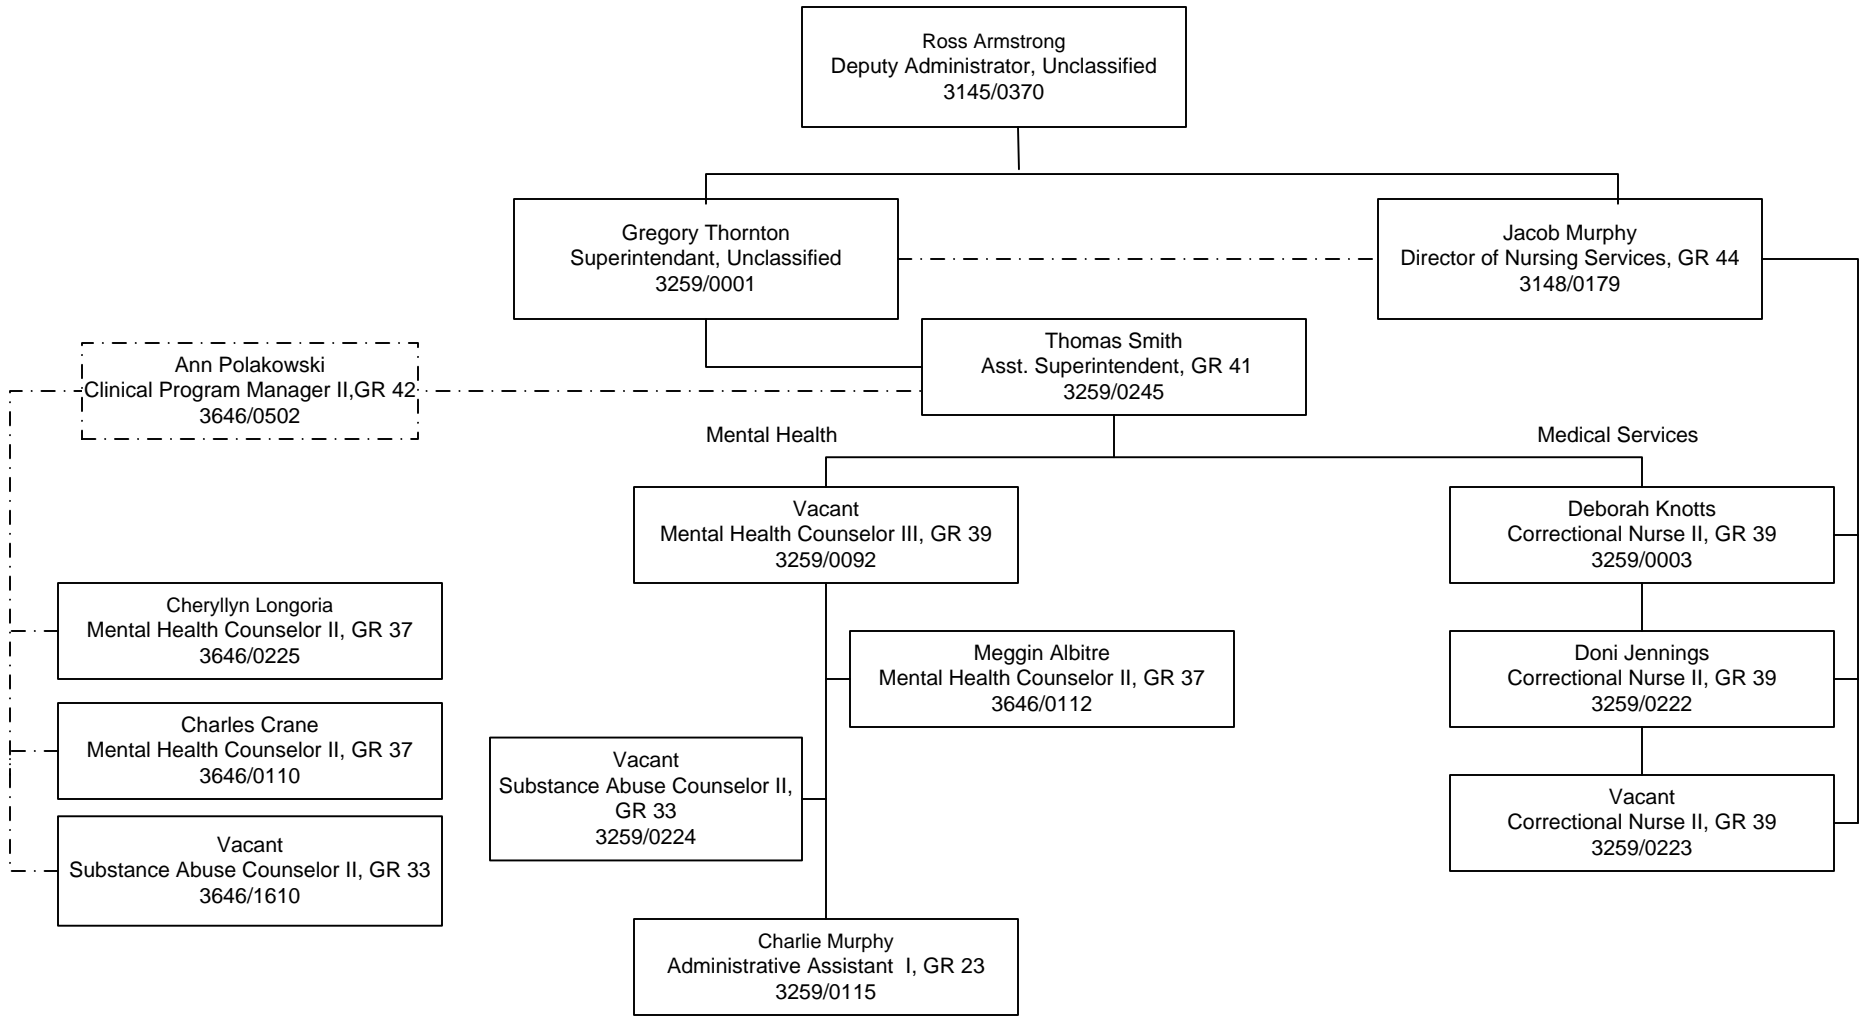 Ross Armstrong
Deputy Administrator, Unclassified
3145/0370
Gregory Thornton
Superintendant, Unclassified
3259/0001
Jacob Murphy
Director of Nursing Services, GR 44
3148/0179
Thomas Smith
Asst. Superintendent, GR 41
3259/0245
Ann Polakowski
Clinical Program Manager II,GR 42
3646/0502
Mental Health
Medical Services
Vacant
Mental Health Counselor III, GR 39
3259/0092
Deborah Knotts
Correctional Nurse II, GR 39
3259/0003
Cheryllyn Longoria
Mental Health Counselor II, GR 37
3646/0225
Meggin Albitre
Mental Health Counselor II, GR 37
3646/0112
Doni Jennings
Correctional Nurse II, GR 39
3259/0222
Charles Crane
Mental Health Counselor II, GR 37
3646/0110
Vacant
Substance Abuse Counselor II,
GR 33
3259/0224
Vacant
Correctional Nurse II, GR 39
3259/0223
Vacant
Substance Abuse Counselor II, GR 33
3646/1610
Charlie Murphy
Administrative Assistant  I, GR 23
3259/0115